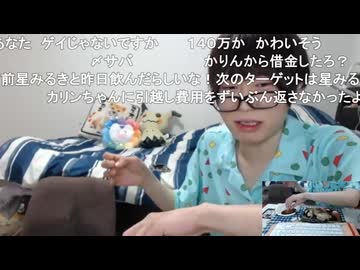 あなた　ゲイじゃないですか　　１４０万か　かわいそう
〆サバ　　かりんから借金したろ？
前星みるきと昨日飲んだらしいな！次のターゲットは星みる
カリンちゃんに引越し費用をずいぶん返さなかったよ